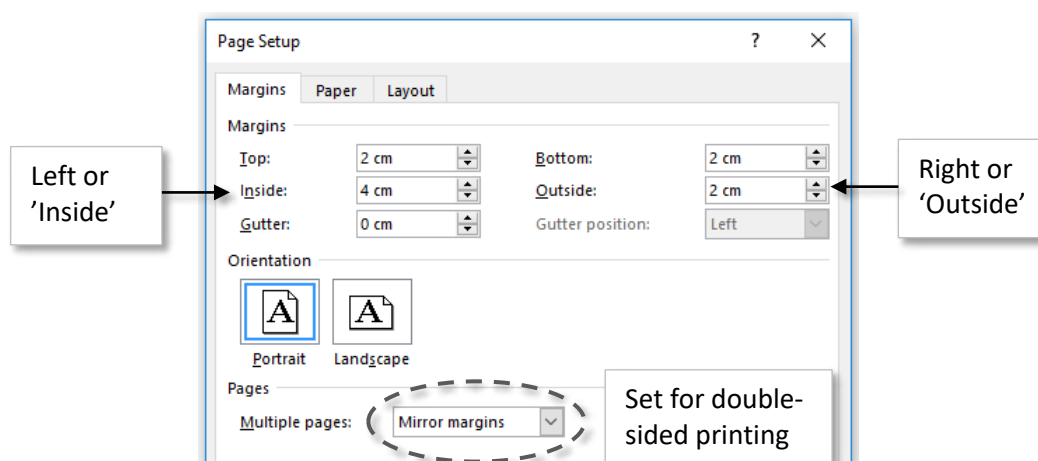 Page Setup ?
Margins Paper Layout
Margins
Top: 2 cm Bottom: 2 cm
Left or
’Inside’
Inside: 4 cm Outside: 2 cm
Right or
‘Outside’
Gutter: 0 cm Gutter position: Left
Orientation
A A
Portrait Landscape
Pages
Multiple pages: Mirror margins
Set for double-
sided printing